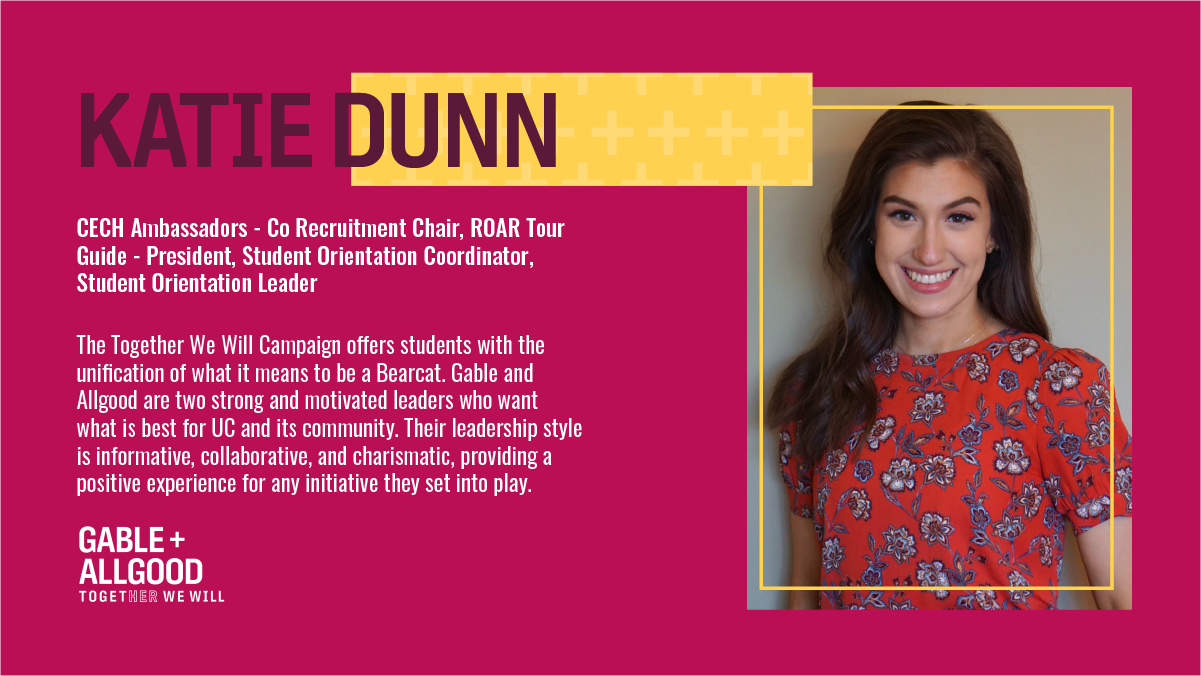 KATIE DUNN
CECH Ambassadors - Co Recruitment Chair, ROAR Tour
Guide - President, Student Orientation Coordinator,
Student Orientation Leader
The Together We Will Campaign offers students with the
unification of what it means to be a Bearcat. Gable and
Allgood are two strong and motivated leaders who want
what is best for UC and its community. Their leadership style
is informative, collaborative, and charismatic, providing a
positive experience for any initiative they set into play.
GABLE +
ALLGOOD
TOGETHER WE WILL